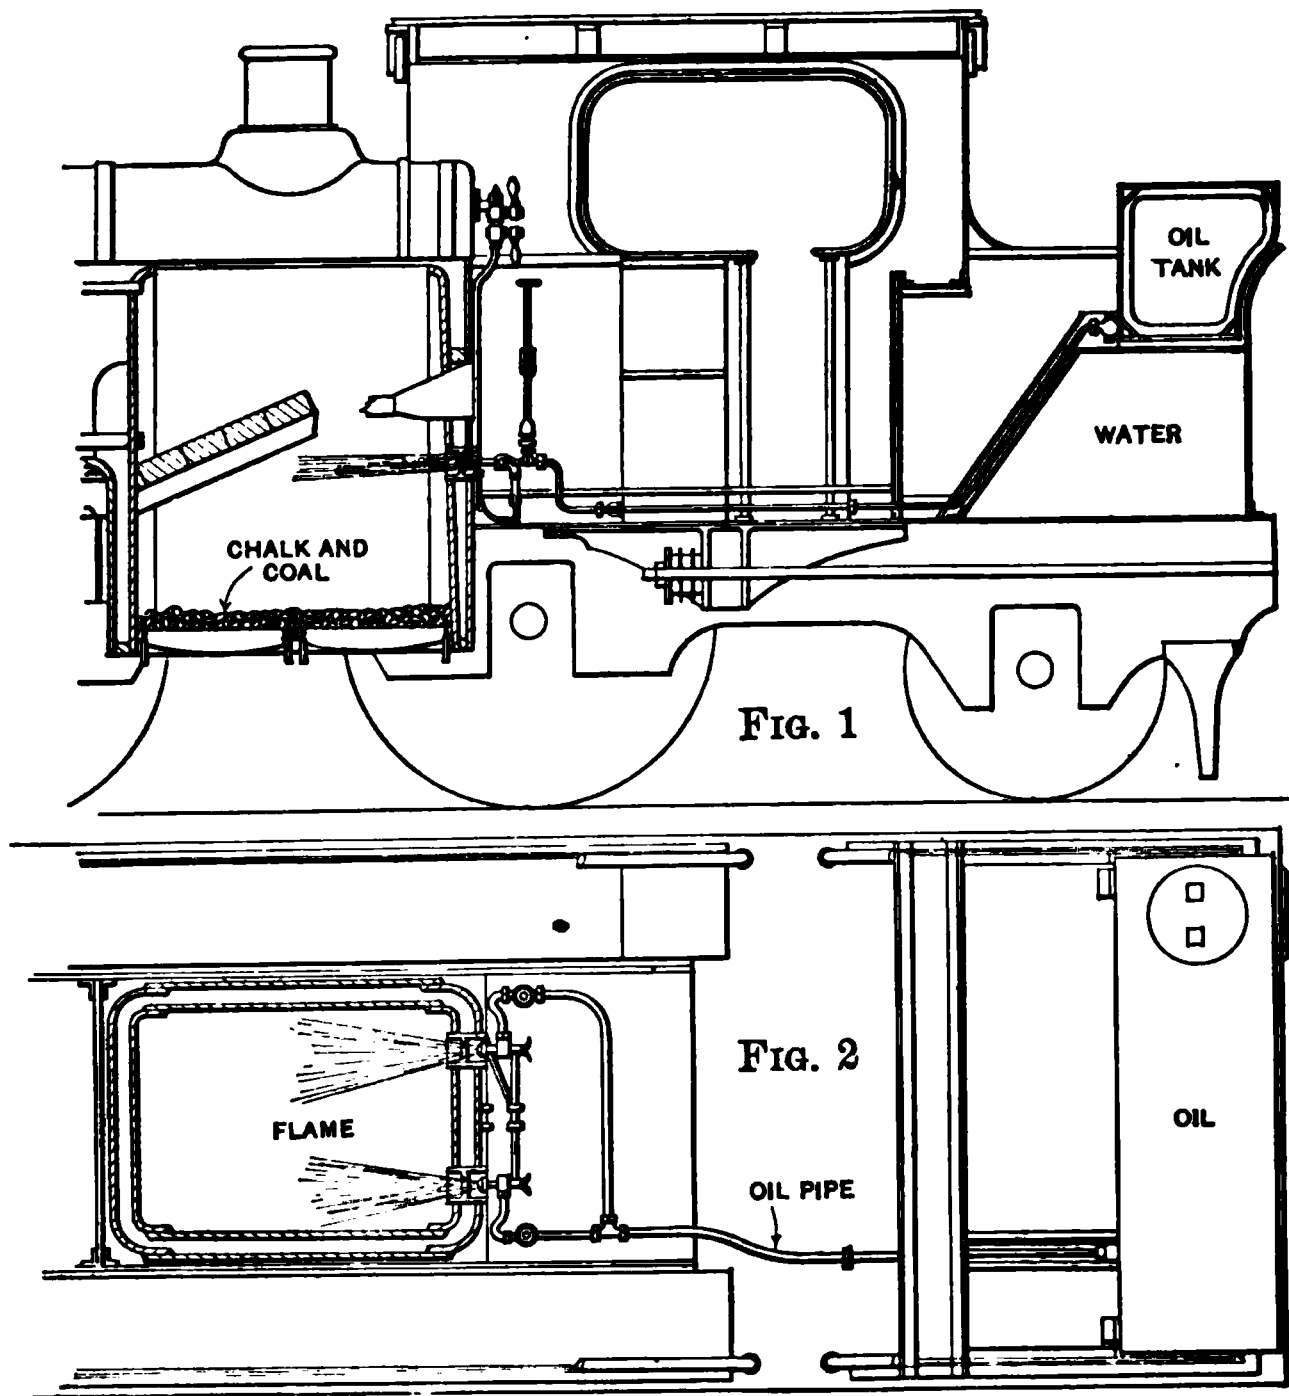 OIL
TANK
WATER
CHALK AND
COAL
FIG. 1
FIG. 2
FLAME
OIL
OIL PIPE